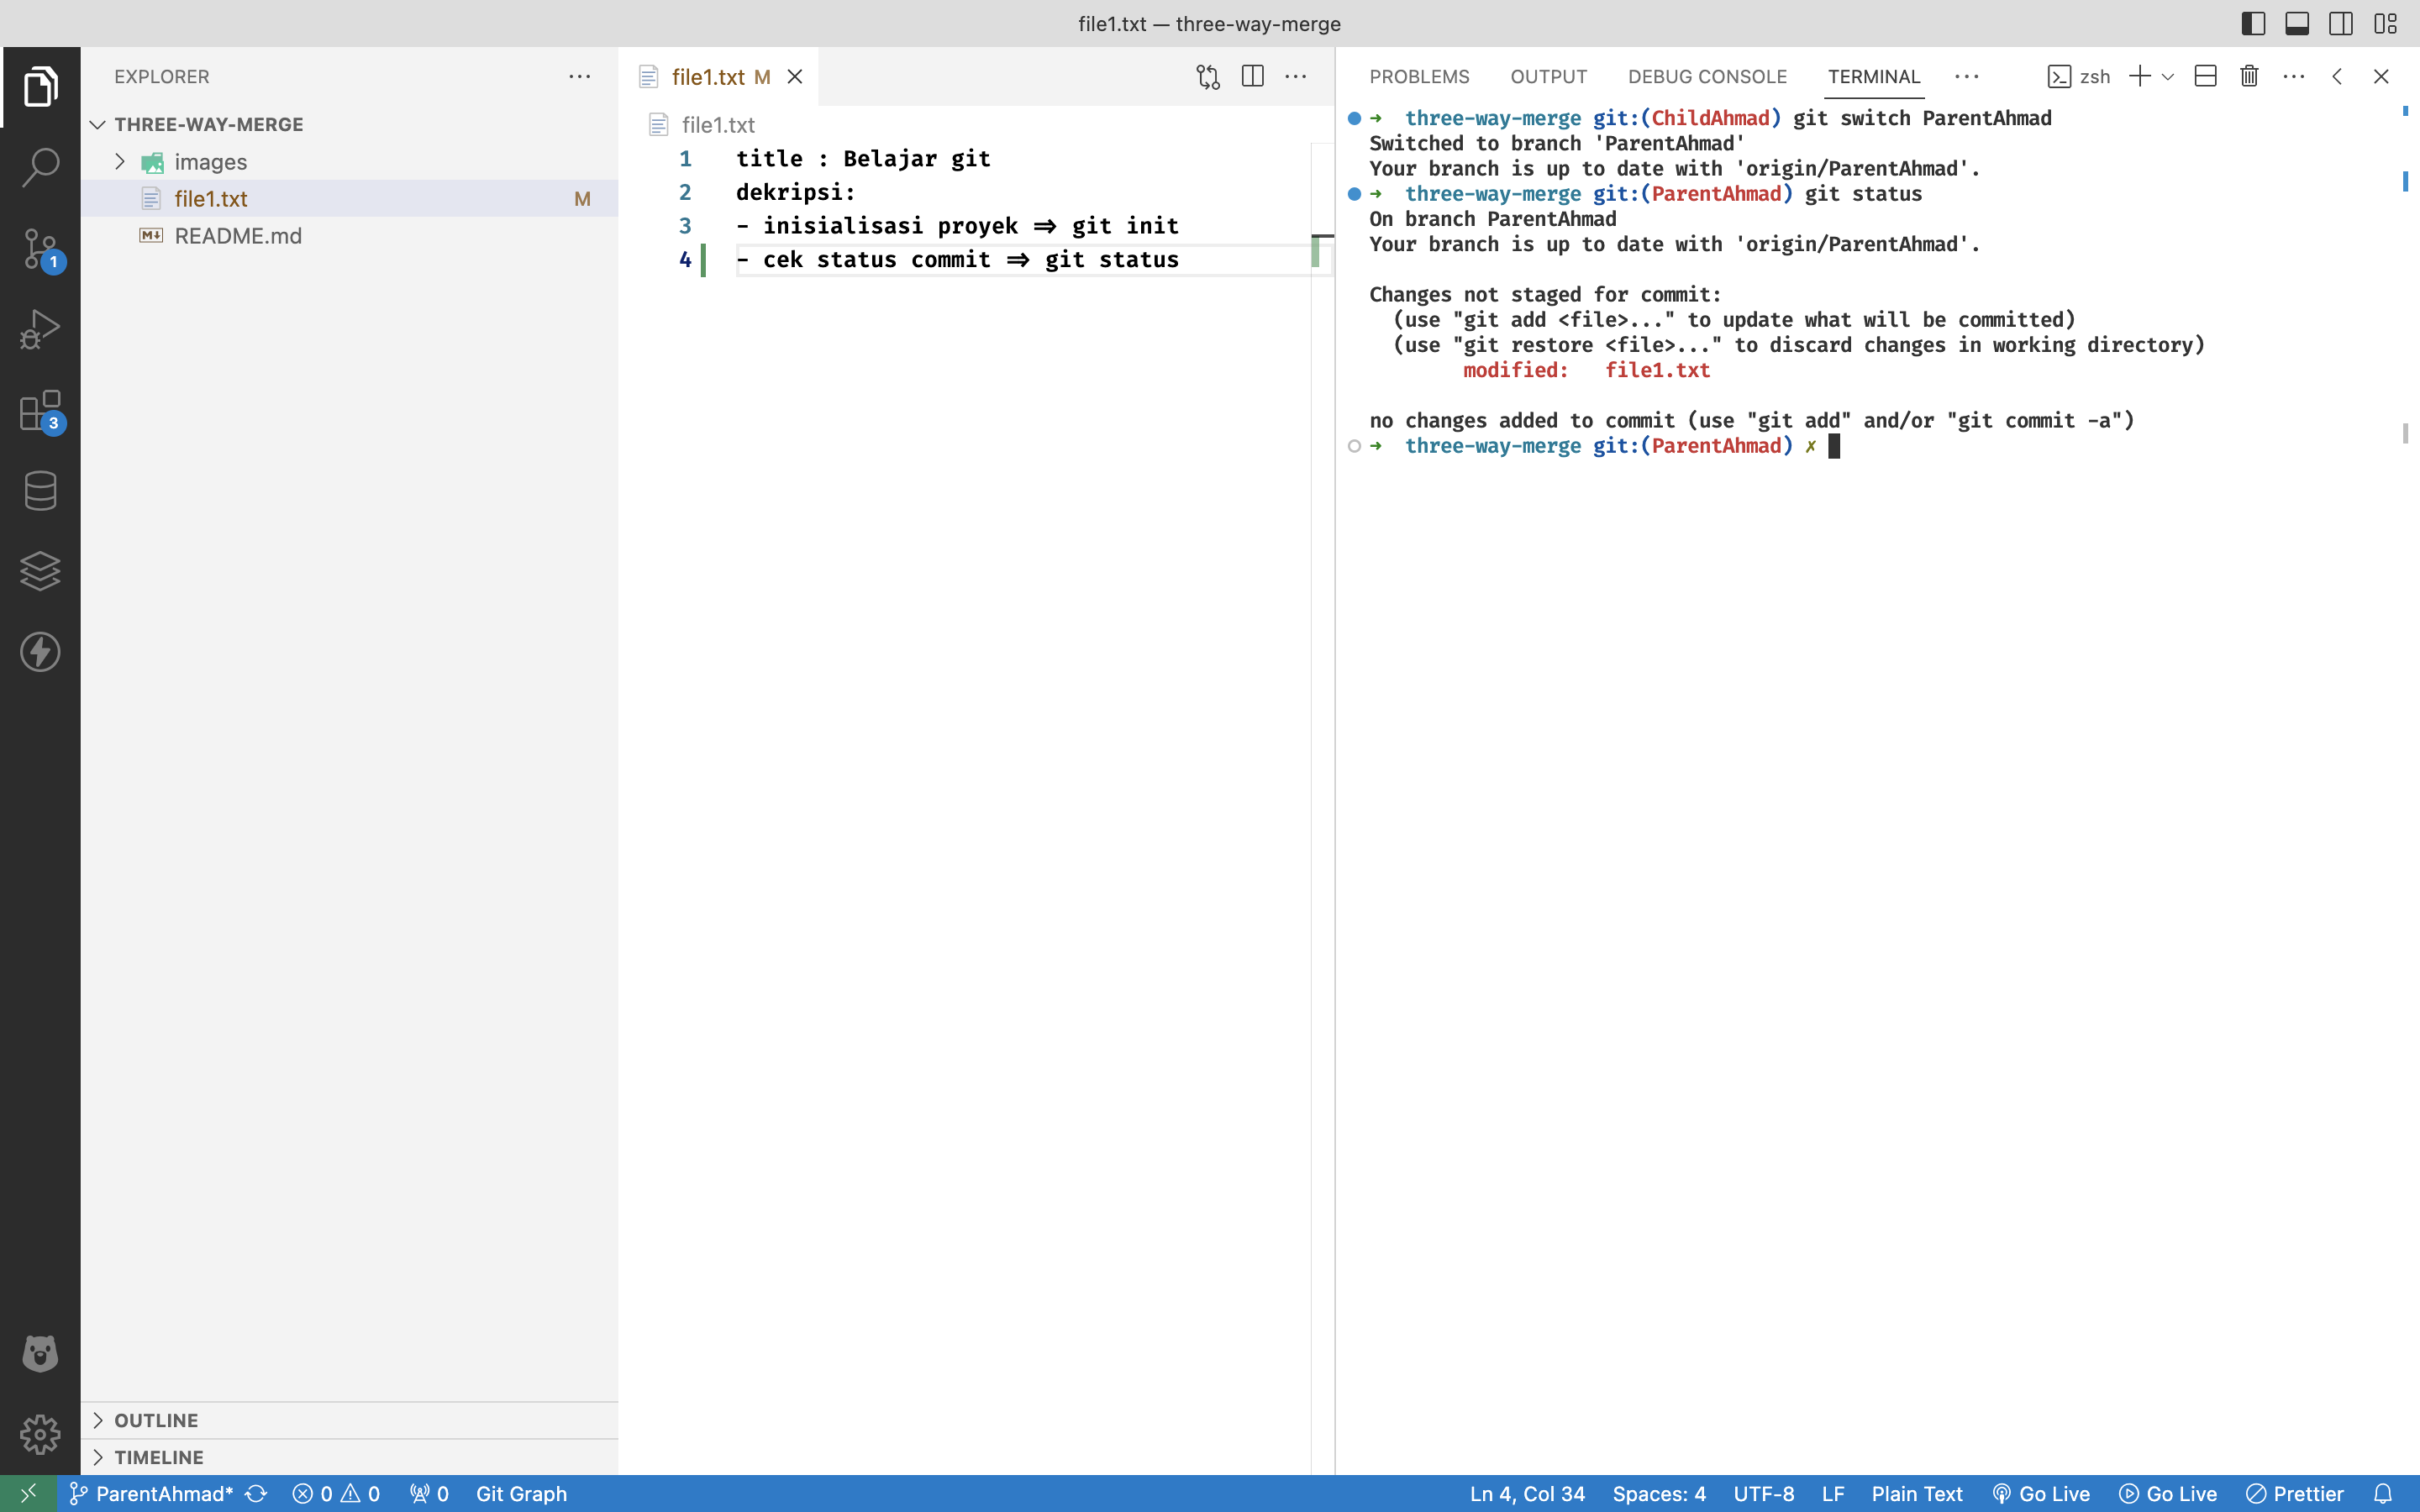 file1.txt — three-way-merge
EXPLORER
THREE-WAY-MERGE
images
file1.txt M
README.md
OUTLINE
TIMELINE
1
3
file1.txt M
file1.txt
1 title : Belajar git
2 dekripsi:
3 - inisialisasi proyek => git init
4 - cek status commit => git status
PROBLEMS OUTPUT DEBUG CONSOLE TERMINAL zsh
➜ three-way-merge git:(ChildAhmad) git switch ParentAhmad
Switched to branch 'ParentAhmad'
Your branch is up to date with 'origin/ParentAhmad'.
➜ three-way-merge git:(ParentAhmad) git status
On branch ParentAhmad
Your branch is up to date with 'origin/ParentAhmad'.
Changes not staged for commit:
(use "git add <file>..." to update what will be committed)
(use "git restore <file>..." to discard changes in working directory)
modified: file1.txt
no changes added to commit (use "git add" and/or "git commit -a")
➜ three-way-merge git:(ParentAhmad) ✗
ParentAhmad* 0 0 0 Git Graph Ln 4, Col 34 Spaces: 4 UTF-8 LF Plain Text Go Live Go Live Prettier